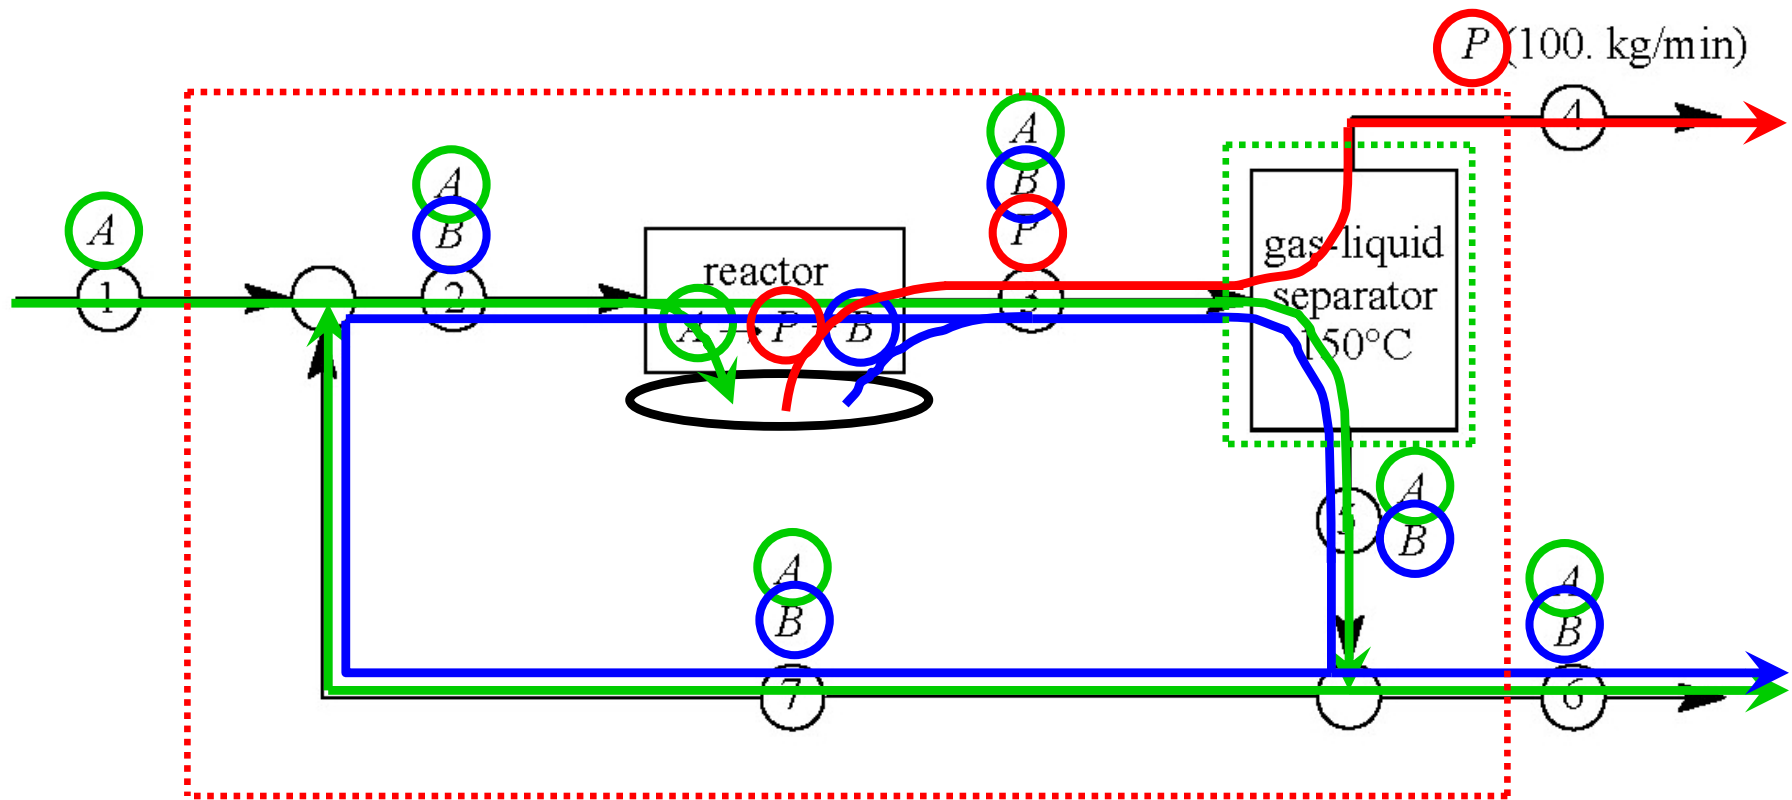 P (100. kg/min)
4
A
B
P
A
B
A
1
2
3
reactor
A → P + B
gas-liquid
separator
150°C
5
A
B
A
B
7
A
B
6